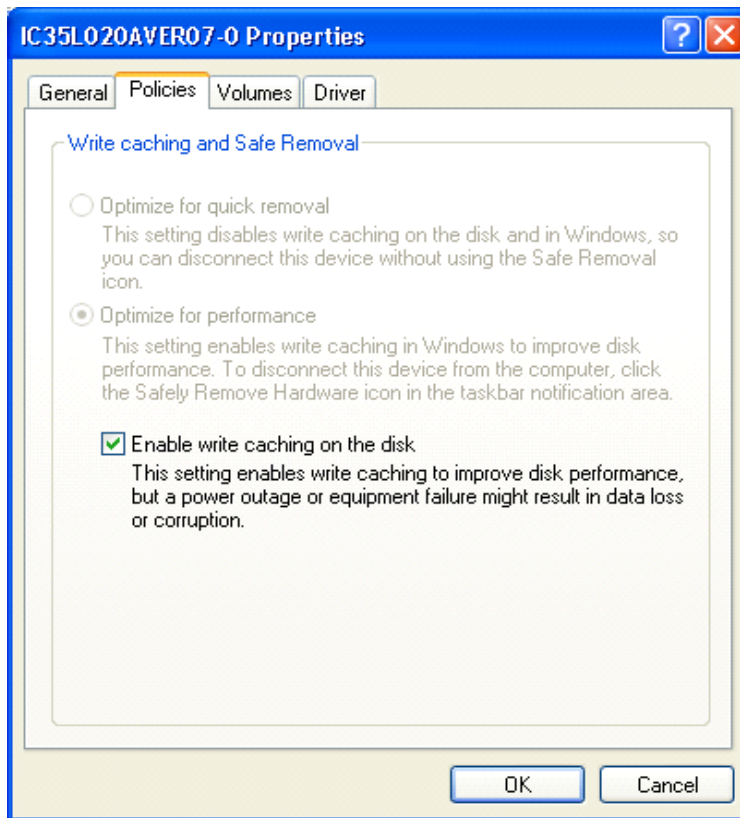 IC35L020AVER07-0 Properties
General Policies Volumes Driver
Write caching and Safe Removal
Optimize for quick removal
This setting disables write caching on the disk and in Windows, so
you can disconnect this device without using the Safe Removal
icon.
Optimize for performance
This setting enables write caching in Windows to improve disk
performance. To disconnect this device from the computer, click
the Safely Remove Hardware icon in the taskbar notification area.
Enable write caching on the disk
This setting enables write caching to improve disk performance,
but a power outage or equipment failure might result in data loss
or corruption.
OK Cancel